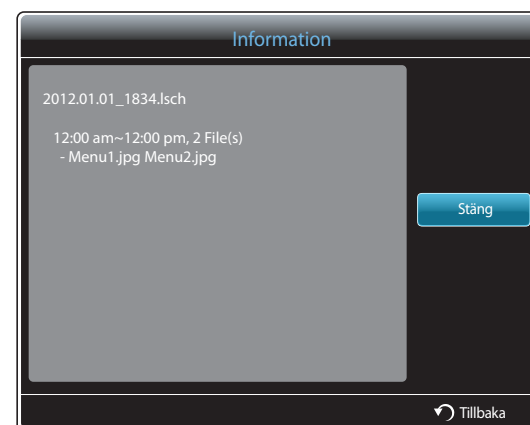 Information
2012.01.01_1834.lsch
12:00 am~12:00 pm, 2 File(s)
- Menu1.jpg Menu2.jpg
Stäng
Tillbaka